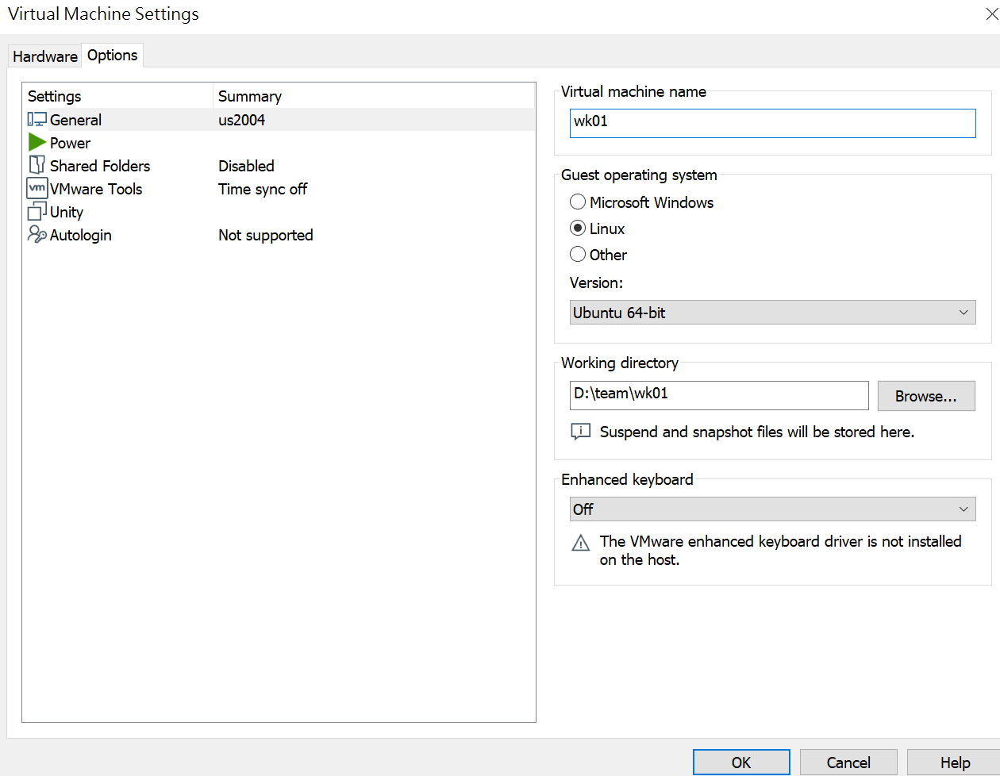 Virtual Machine Settings
Hardware Options
Settings Summary
General us2004
Power
Shared Folders Disabled
vm VMware Tools Time sync off
Unity
Autologin Not supported
Virtual machine name
wk01
Guest operating system
Microsoft Windows
Linux
Other
Version:
Ubuntu 64-bit
Working directory
D:\team\wk01
Browse...
Suspend and snapshot files will be stored here.
Enhanced keyboard
Off
The VMware enhanced keyboard driver is not installed
on the host.
OK Cancel Help